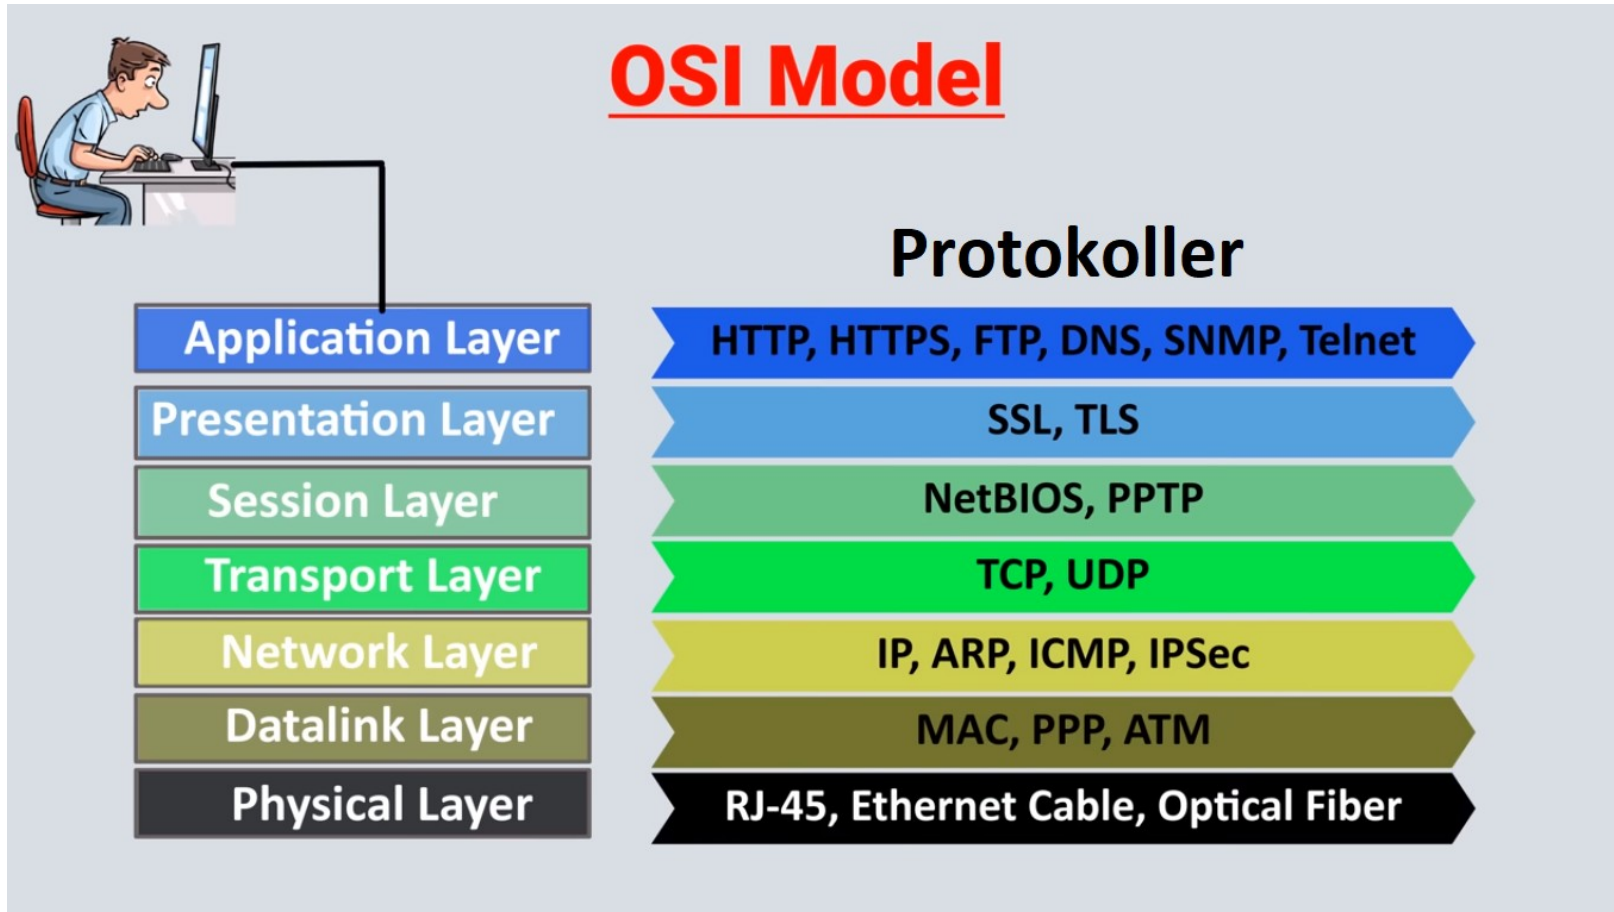 OSI Model
Protokoller
Application Layer
HTTP, HTTPS, FTP, DNS, SNMP, Telnet
Presentation Layer
SSL, TLS
Session Layer
NetBIOS, PPTP
Transport Layer
TCP, UDP
Network Layer
IP, ARP, ICMP, IPSec
Datalink Layer
MAC, PPP, ATM
Physical Layer
RJ-45, Ethernet Cable, Optical Fiber